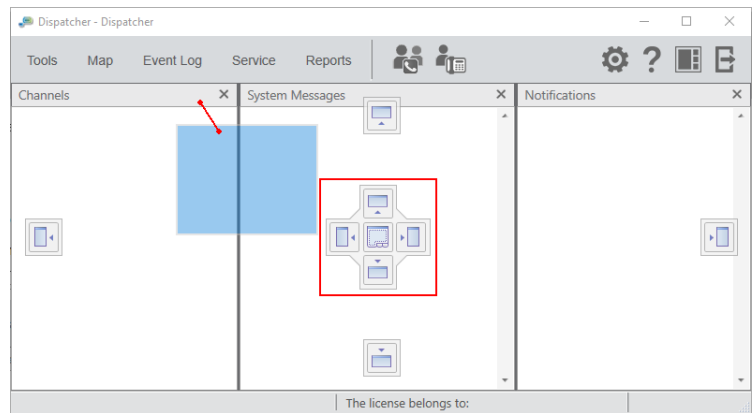 Dispatcher - Dispatcher
Tools Map Event Log Service Reports
Channels System Messages Notifications
The license belongs to: